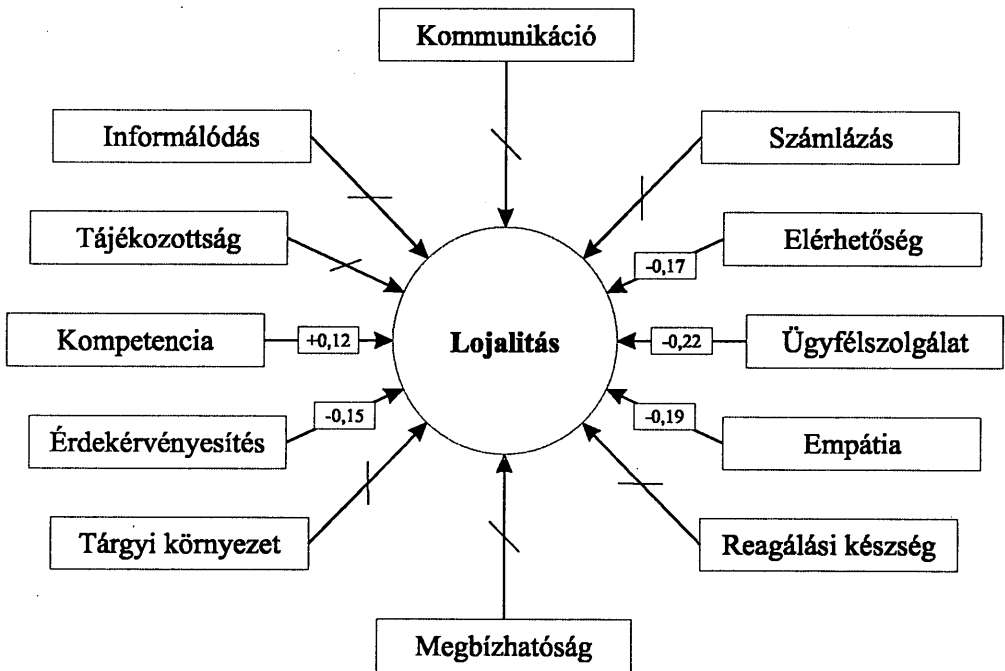 Kommunikáció
Informálódás
Számlázás
Tájékozottság
Elérhetőség
-0,17
Kompetencia
+0,12
Lojalitás
-0,22
Ügyfélszolgálat
Érdekérvényesítés
-0,15
-0,19
Empátia
Tárgyi környezet
Reagálási készség
Megbízhatóság